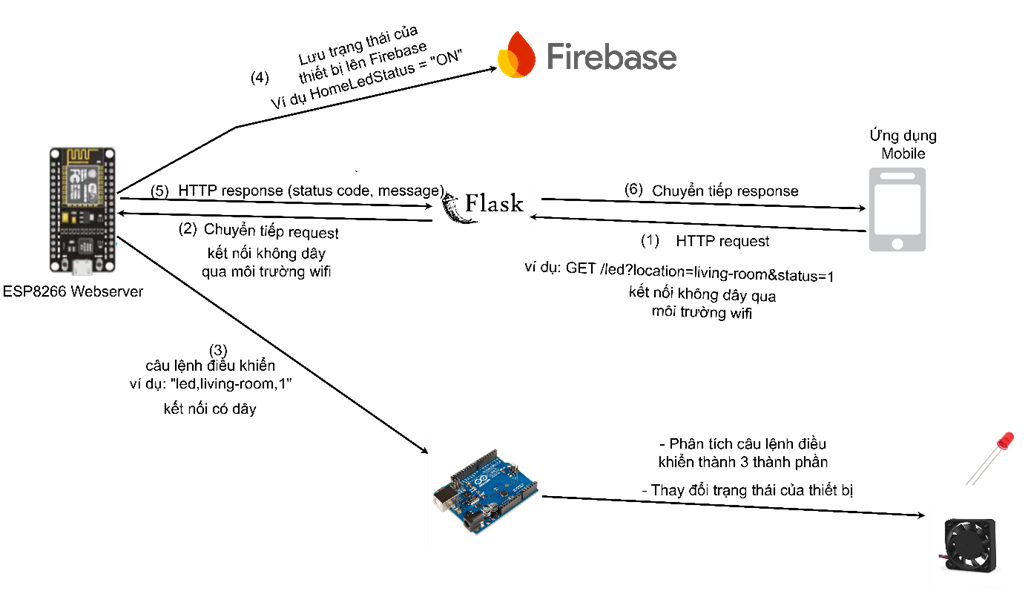 Lưu trạng thái của
thiết bị lên Firebase
(4)
Ví dụ HomeLedStatus = "ON"
Firebase
Ứng dụng
Mobile
(5) HTTP response (status code, message)
Flask
(6) Chuyển tiếp response
(2) Chuyển tiếp request
kết nối không dây
qua môi trường wifi
(1) HTTP request
ví dụ: GET /led?location=living-room&status=1
kết nối không dây qua
môi trường wifi
ESP8266 Webserver
(3)
câu lệnh điều khiển
ví dụ: "led,living-room,1"
kết nối có dây
- Phân tích câu lệnh điều
khiển thành 3 thành phần
- Thay đổi trạng thái của thiết bị